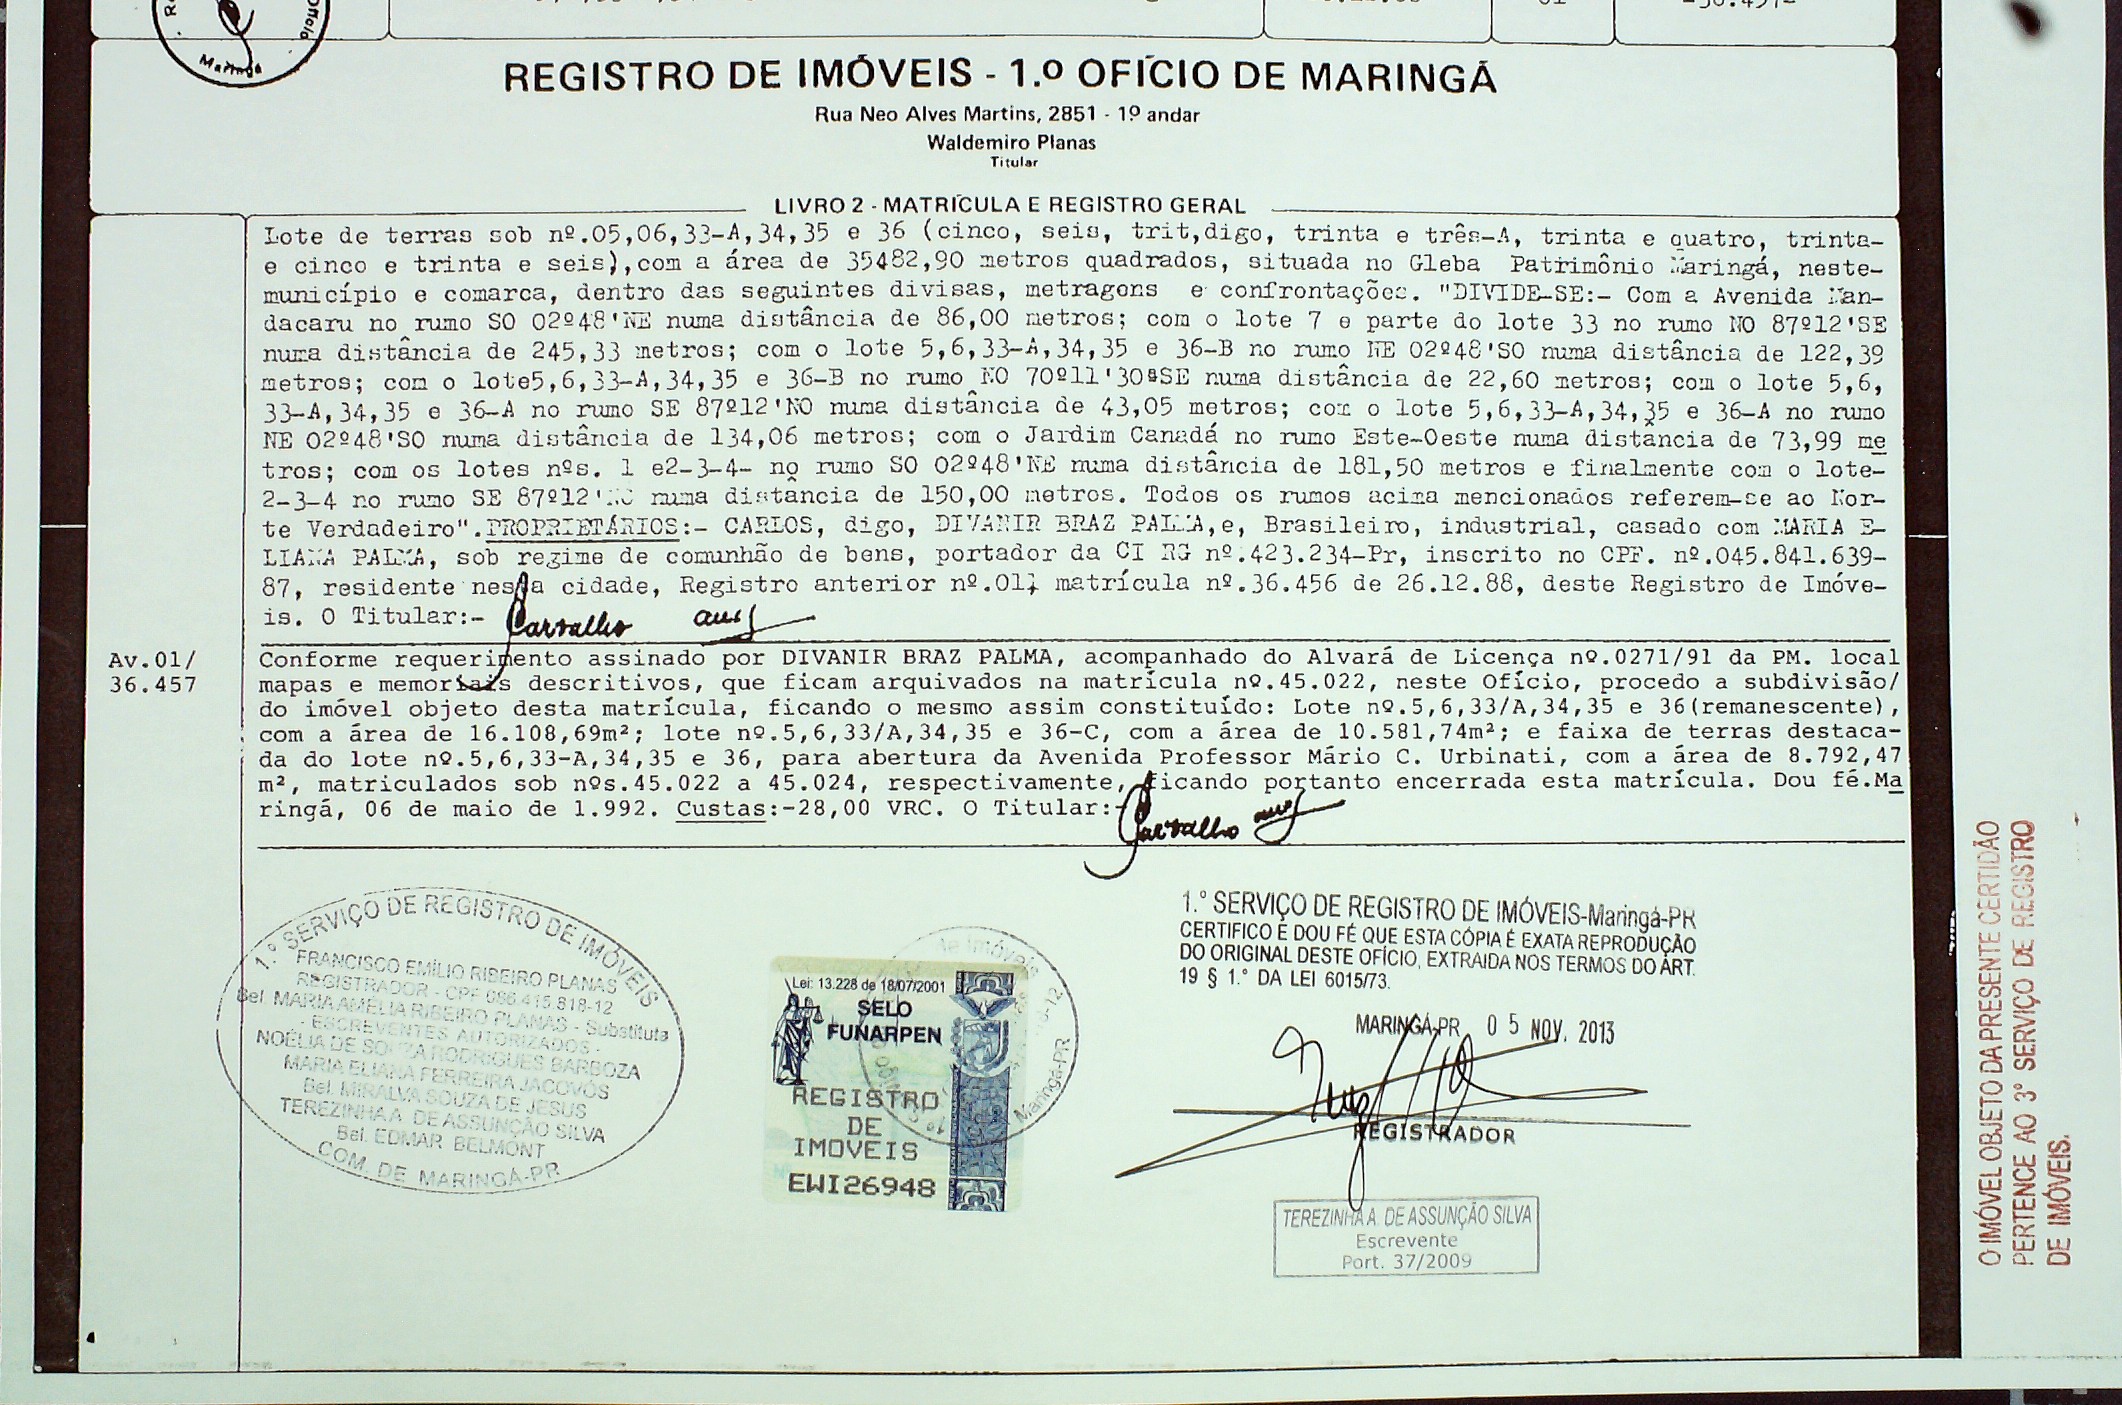 Maringá
Ofício
REGISTRO DE IMÓVEIS - 1.º OFÍCIO DE MARINGÁ
Rua Neo Alves Martins, 2851 - 1º andar
Waldemiro Planas
Titular
LIVRO 2 - MATRÍCULA E REGISTRO GERAL
Lote de terras sob nº.05,06,33-A,34,35 e 36 (cinco, seis, trit,digo, trinta e três-A, trinta e quatro, trinta-
e cinco e trinta e seis),com a área de 35482,90 metros quadrados, situada no Gleba Patrimônio Maringá, neste-
município e comarca, dentro das seguintes divisas, metragens e confrontações. "DIVIDE-SE:- Com a Avenida Man-
dacaru no rumo SO 02º48'NE numa distância de 86,00 metros; com o lote 7 e parte do lote 33 no rumo NO 87º12'SE
numa distância de 245,33 metros; com o lote 5,6,33-A,34,35 e 36-B no rumo NE 02º48'SO numa distância de 122,39
metros; com o lote5,6,33-A,34,35 e 36-B no rumo NO 70º11'30"SE numa distância de 22,60 metros; com o lote 5,6,
33-A,34,35 e 36-A no rumo SE 87º12'NO numa distância de 43,05 metros; com o lote 5,6,33-A,34,35 e 36-A no rumo
NE 02º48'SO numa distância de 134,06 metros; com o Jardim Canadá no rumo Este-Oeste numa distância de 73,99 me
tros; com os lotes nºs. 1 e2-3-4- no rumo SO 02º48'NE numa distância de 181,50 metros e finalmente com o lote-
2-3-4 no rumo SE 87º12'NO numa distância de 150,00 metros. Todos os rumos acima mencionados referem-se ao Nor-
te Verdadeiro".PROPRIETÁRIOS:- CARLOS, digo, DIVANIR BRAZ PALMA,e, Brasileiro, industrial, casado com MARIA E-
LIANA PALMA, sob regime de comunhão de bens, portador da CI RG nº.423.234-Pr, inscrito no CPF. nº.045.841.639-
87, residente nesta cidade, Registro anterior nº.01; matrícula nº.36.456 de 26.12.88, deste Registro de Imóve-
is. O Titular:- Carvalho
Av.01/
36.457
Conforme requerimento assinado por DIVANIR BRAZ PALMA, acompanhado do Alvará de Licença nº.0271/91 da PM. local
mapas e memoriais descritivos, que ficam arquivados na matrícula nº.45.022, neste Ofício, procedo a subdivisão/
do imóvel objeto desta matrícula, ficando o mesmo assim constituído: Lote nº.5,6,33/A,34,35 e 36(remanescente),
com a área de 16.108,69m²; lote nº.5,6,33/A,34,35 e 36-C, com a área de 10.581,74m²; e faixa de terras destaca-
da do lote nº.5,6,33-A,34,35 e 36, para abertura da Avenida Professor Mário C. Urbinati, com a área de 8.792,47
m², matriculados sob nºs.45.022 a 45.024, respectivamente, ficando portanto encerrada esta matrícula. Dou fé.Ma
ringá, 06 de maio de 1.992. Custas:-28,00 VRC. O Titular:- Carvalho
1.º SERVIÇO DE REGISTRO DE IMÓVEIS
FRANCISCO EMÍLIO RIBEIRO PLANAS
REGISTRADOR - CPF 086.415.818-12
Bel. MARIA AMÉLIA RIBEIRO PLANAS - Substituta
- ESCREVENTES AUTORIZADOS -
NOÉLIA DE SOUZA RODRIGUES BARBOZA
MARIA ELIANA FERREIRA JACOVÓS
Bel. MIRALVA SOUZA DE JESUS
TEREZINHA A. DE ASSUNÇÃO SILVA
Bel. EDMAR BELMONT
COM. DE MARINGÁ-PR
Lei: 13.228 de 18/07/2001
SELO
FUNARPEN
REGISTRO
DE
IMOVEIS
EWI26948
de Imóveis
Maringá-PR
1.º SERVIÇO DE REGISTRO DE IMÓVEIS-Maringá-PR
CERTIFICO E DOU FÉ QUE ESTA CÓPIA É EXATA REPRODUÇÃO
DO ORIGINAL DESTE OFÍCIO, EXTRAIDA NOS TERMOS DO ART.
19 § 1.º DA LEI 6015/73.
MARINGÁ-PR, 05 NOV. 2013
REGISTRADOR
TEREZINHA A. DE ASSUNÇÃO SILVA
Escrevente
Port. 37/2009
O IMÓVEL OBJETO DA PRESENTE CERTIDÃO
PERTENCE AO 3º SERVIÇO DE REGISTRO
DE IMÓVEIS.